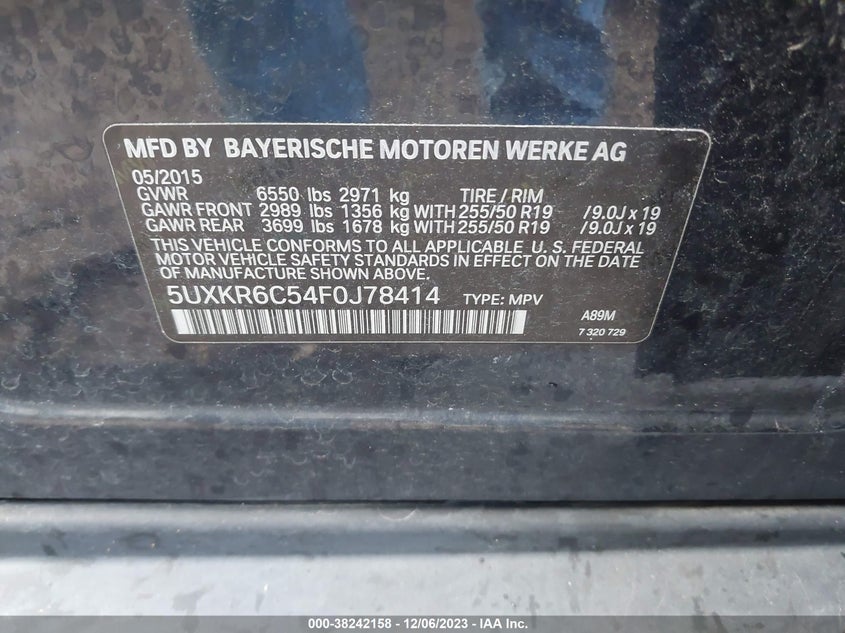 MFD BY BAYERISCHE MOTOREN WERKE AG
05/2015
GVWR 6550 lbs 2971 kg TIRE / RIM
GAWR FRONT 2989 lbs 1356 kg WITH 255/50 R19 /9.0J x 19
GAWR REAR 3699 lbs 1678 kg WITH 255/50 R19 /9.0J x 19
THIS VEHICLE CONFORMS TO ALL APPLICABLE U. S. FEDERAL
MOTOR VEHICLE SAFETY STANDARDS IN EFFECT ON THE DATE OF
MANUFACTURE SHOWN ABOVE.
5UXKR6C54F0J78414 TYPE: MPV
A89M
7 320 729
000-38242158 - 12/06/2023 - IAA Inc.